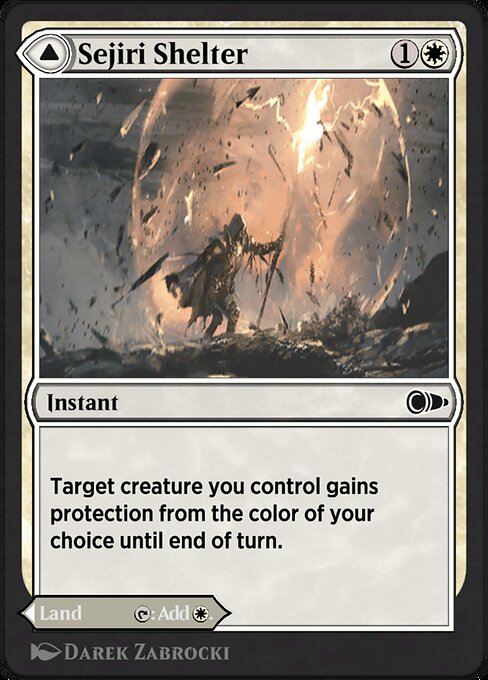 Sejiri Shelter 1
Instant
Target creature you control gains
protection from the color of your
choice until end of turn.
Land : Add .
Darek Zabrocki